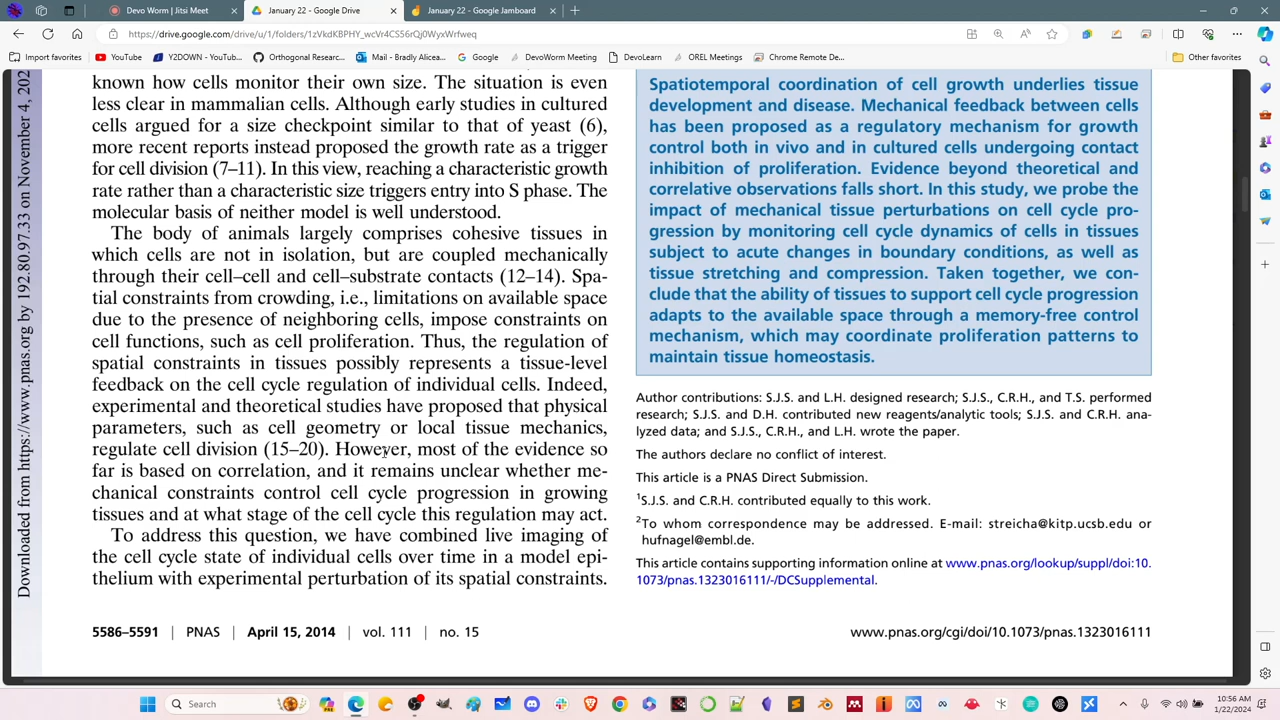 Devo Worm | Jitsi Meet
January 22 - Google Drive
January 22 - Google Jamboard
https://drive.google.com/drive/u/1/folders/1zVkdKBPHY_wcVr4CS56rQj0WyxWrfweq
Import favorites
YouTube
Y2DOWN - YouTub...
Orthogonal Researc...
Mail - Bradly Alicea...
Google
DevoWorm Meeting
DevoLearn
OREL Meetings
Chrome Remote De...
Other favorites
Downloaded from https://www.pnas.org by 192.80.97.33 on November 4, 202
known how cells monitor their own size. The situation is even
less clear in mammalian cells. Although early studies in cultured
cells argued for a size checkpoint similar to that of yeast (6),
more recent reports instead proposed the growth rate as a trigger
for cell division (7–11). In this view, reaching a characteristic growth
rate rather than a characteristic size triggers entry into S phase. The
molecular basis of neither model is well understood.
The body of animals largely comprises cohesive tissues in
which cells are not in isolation, but are coupled mechanically
through their cell–cell and cell–substrate contacts (12–14). Spa-
tial constraints from crowding, i.e., limitations on available space
due to the presence of neighboring cells, impose constraints on
cell functions, such as cell proliferation. Thus, the regulation of
spatial constraints in tissues possibly represents a tissue-level
feedback on the cell cycle regulation of individual cells. Indeed,
experimental and theoretical studies have proposed that physical
parameters, such as cell geometry or local tissue mechanics,
regulate cell division (15–20). However, most of the evidence so
far is based on correlation, and it remains unclear whether me-
chanical constraints control cell cycle progression in growing
tissues and at what stage of the cell cycle this regulation may act.
To address this question, we have combined live imaging of
the cell cycle state of individual cells over time in a model epi-
thelium with experimental perturbation of its spatial constraints.
Spatiotemporal coordination of cell growth underlies tissue
development and disease. Mechanical feedback between cells
has been proposed as a regulatory mechanism for growth
control both in vivo and in cultured cells undergoing contact
inhibition of proliferation. Evidence beyond theoretical and
correlative observations falls short. In this study, we probe the
impact of mechanical tissue perturbations on cell cycle pro-
gression by monitoring cell cycle dynamics of cells in tissues
subject to acute changes in boundary conditions, as well as
tissue stretching and compression. Taken together, we con-
clude that the ability of tissues to support cell cycle progression
adapts to the available space through a memory-free control
mechanism, which may coordinate proliferation patterns to
maintain tissue homeostasis.
Author contributions: S.J.S. and L.H. designed research; S.J.S., C.R.H., and T.S. performed
research; S.J.S. and D.H. contributed new reagents/analytic tools; S.J.S. and C.R.H. ana-
lyzed data; and S.J.S., C.R.H., and L.H. wrote the paper.
The authors declare no conflict of interest.
This article is a PNAS Direct Submission.
1S.J.S. and C.R.H. contributed equally to this work.
2To whom correspondence may be addressed. E-mail: streicha@kitp.ucsb.edu or
hufnagel@embl.de.
This article contains supporting information online at www.pnas.org/lookup/suppl/doi:10.
1073/pnas.1323016111/-/DCSupplemental.
5586–5591 | PNAS | April 15, 2014 | vol. 111 | no. 15
www.pnas.org/cgi/doi/10.1073/pnas.1323016111
Search
10:56 AM
1/22/2024